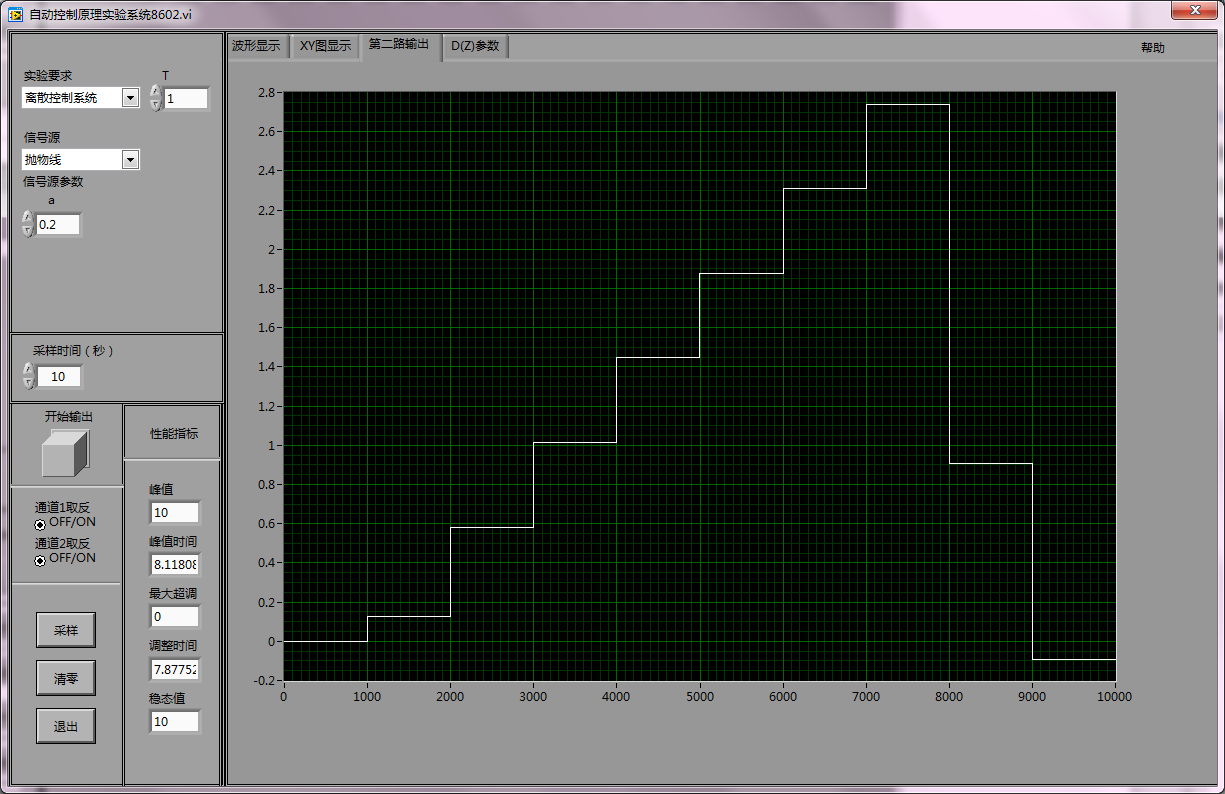 自动控制原理实验系统8602.vi
波形显示 XY图显示 第二路输出 D(Z)参数 帮助
实验要求 T
离散控制系统 1
信号源
抛物线
信号源参数
a
0.2
采样时间（秒）
10
开始输出
通道1取反
OFF/ON
通道2取反
OFF/ON
采样
清零
退出
性能指标
峰值
10
峰值时间
8.11808
最大超调
0
调整时间
7.87752
稳态值
10
2.8
2.6
2.4
2.2
2
1.8
1.6
1.4
1.2
1
0.8
0.6
0.4
0.2
0
-0.2
0 1000 2000 3000 4000 5000 6000 7000 8000 9000 10000